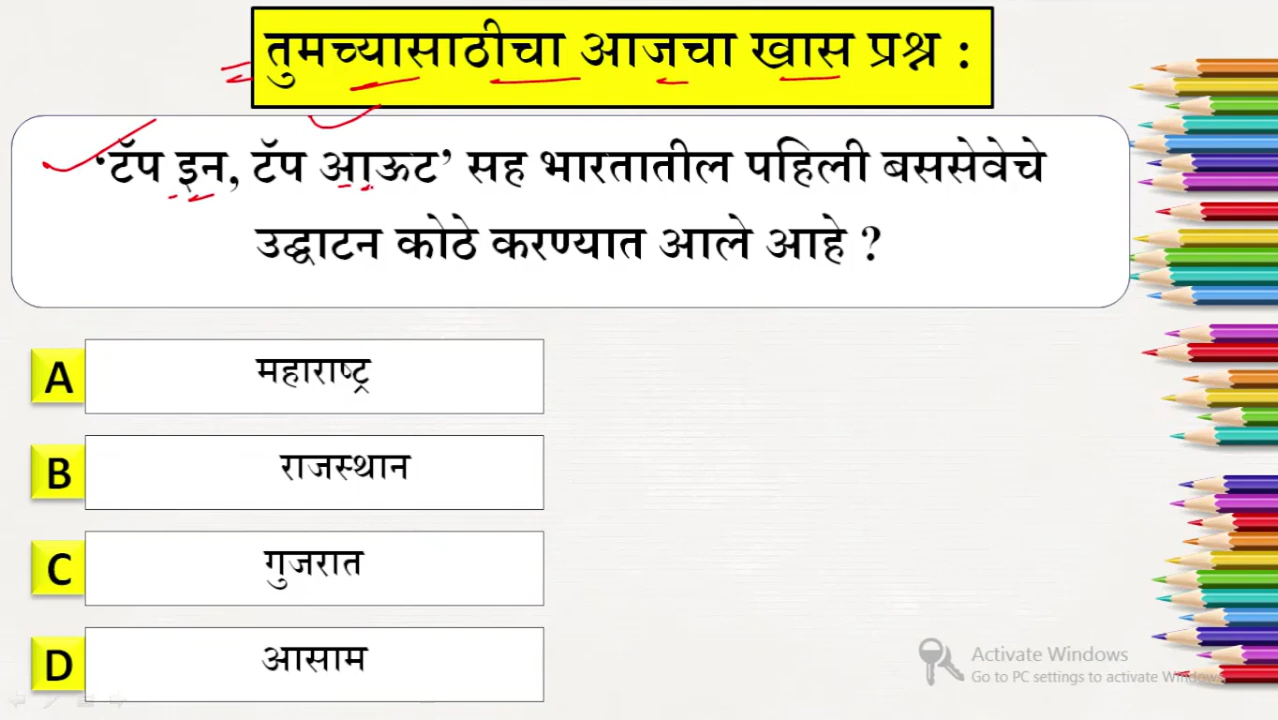 तुमच्यासाठीचा आजचा खास प्रश्न :
‘टॅप इन, टॅप आऊट’ सह भारतातील पहिली बससेवेचे
उद्घाटन कोठे करण्यात आले आहे ?
A महाराष्ट्र
B राजस्थान
C गुजरात
D आसाम
Activate Windows
Go to PC settings to activate Windows.